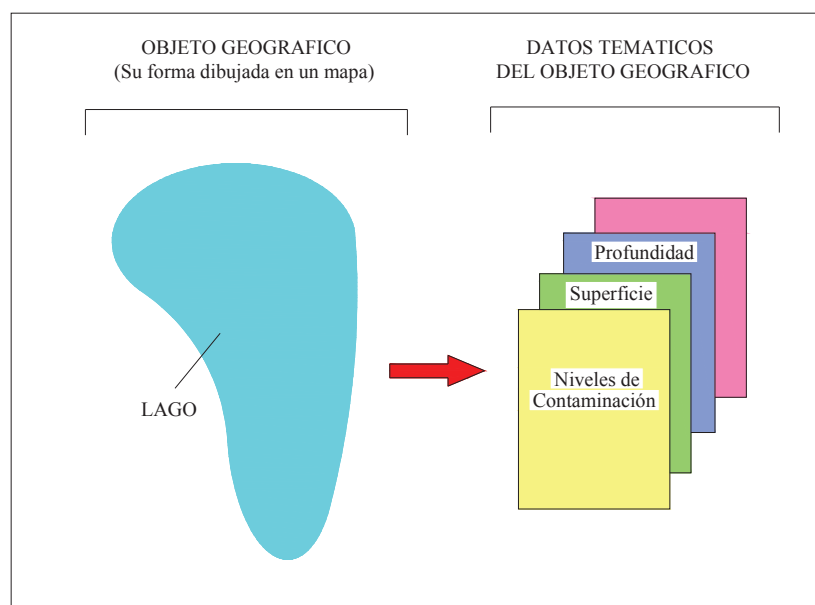 OBJETO GEOGRAFICO
(Su forma dibujada en un mapa)
DATOS TEMATICOS
DEL OBJETO GEOGRAFICO
LAGO
Profundidad
Superficie
Niveles de
Contaminación